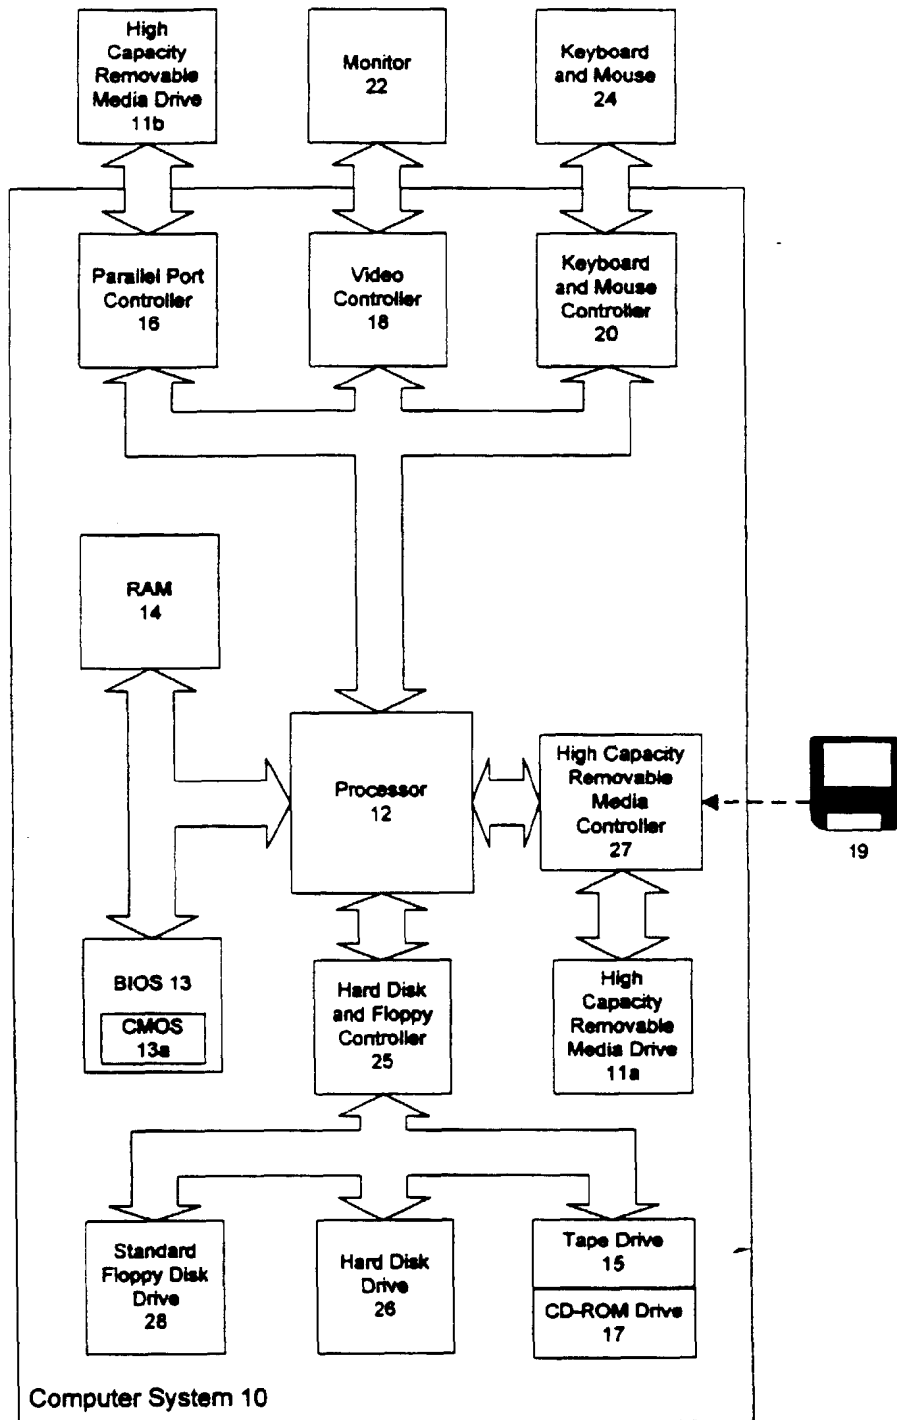 High
Capacity
Removable
Media Drive
11b
Monitor
22
Keyboard
and Mouse
24
Parallel Port
Controller
16
Video
Controller
18
Keyboard
and Mouse
Controller
20
RAM
14
Processor
12
High Capacity
Removable
Media
Controller
27
19
BIOS 13
CMOS
13a
Hard Disk
and Floppy
Controller
25
High
Capacity
Removable
Media Drive
11a
Standard
Floppy Disk
Drive
28
Hard Disk
Drive
26
Tape Drive
15
CD-ROM Drive
17
Computer System 10